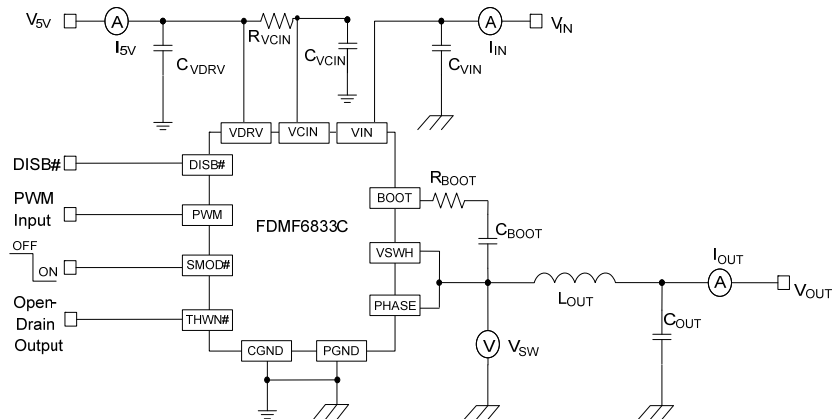 V5V
A
I5V
CVDRV
RVCIN
CVCIN
CVIN
A
IIN
VIN
VDRV
VCIN
VIN
DISB#
DISB#
PWM
Input
PWM
OFF
ON
SMOD#
Open-
Drain
Output
THWN#
FDMF6833C
BOOT
RBOOT
CBOOT
VSWH
PHASE
CGND
PGND
V
VSW
LOUT
COUT
IOUT
A
VOUT